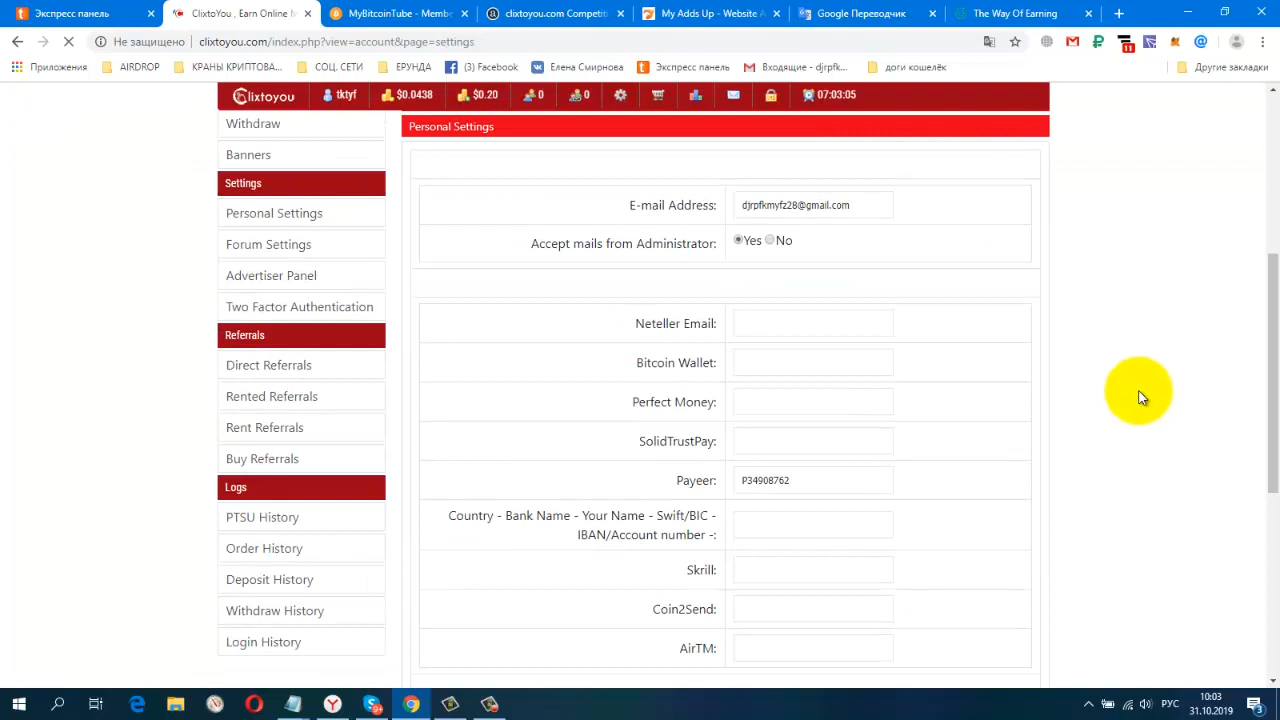 Экспресс панель
ClixtoYou , Earn Online M
MyBitcoinTube - Membe
clixtoyou.com Competiti
My Adds Up - Website A
Google Переводчик
The Way Of Earning
Не защищено
clixtoyou.com/index.php?view=account&page=settings
11
Приложения
AIRDROP
КРАНЫ КРИПТОВА...
СОЦ. СЕТИ
ЕРУНДА
(3) Facebook
Елена Смирнова
Экспресс панель
Входящие - djrpfk...
доги кошелёк
Другие закладки
Clixtoyou
tktyf
$0.0438
$0.20
0
0
07:03:05
Withdraw
Banners
Settings
Personal Settings
Forum Settings
Advertiser Panel
Two Factor Authentication
Referrals
Direct Referrals
Rented Referrals
Rent Referrals
Buy Referrals
Logs
PTSU History
Order History
Deposit History
Withdraw History
Login History
Personal Settings
E-mail Address:
djrpfkmyfz28@gmail.com
Accept mails from Administrator:
Yes No
Neteller Email:
Bitcoin Wallet:
Perfect Money:
SolidTrustPay:
Payeer:
P34908762
Country - Bank Name - Your Name - Swift/BIC -
IBAN/Account number -:
Skrill:
Coin2Send:
AirTM:
РУС
10:03
31.10.2019
3